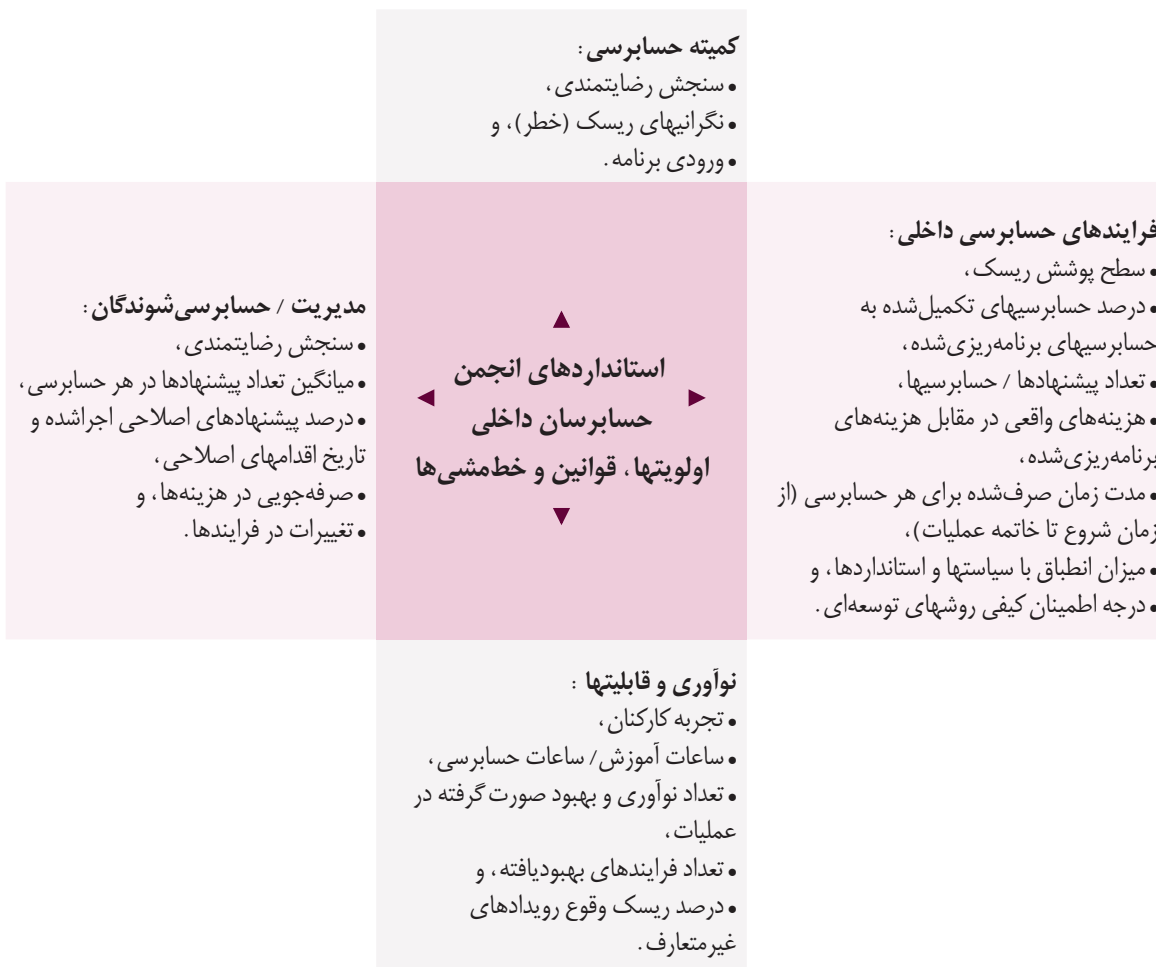 کمیته حسابرسی:
• سنجش رضایتمندی،
• نگرانیهای ریسک (خطر)، و
• ورودی برنامه.
فرایندهای حسابرسی داخلی:
• سطح پوشش ریسک،
• درصد حسابرسیهای تکمیل‌شده به
حسابرسیهای برنامه‌ریزی‌شده،
• تعداد پیشنهادها / حسابرسیها،
• هزینه‌های واقعی در مقابل هزینه‌های
برنامه‌ریزی‌شده،
• مدت زمان صرف‌شده برای هر حسابرسی (از
زمان شروع تا خاتمه عملیات)،
• میزان انطباق با سیاستها و استانداردها، و
• درجه اطمینان کیفی روشهای توسعه‌ای.
استانداردهای انجمن
حسابرسان داخلی
اولویتها، قوانین و خط‌مشی‌ها
مدیریت / حسابرسی‌شوندگان:
• سنجش رضایتمندی،
• میانگین تعداد پیشنهادها در هر حسابرسی،
• درصد پیشنهادهای اصلاحی اجراشده و
تاریخ اقدامهای اصلاحی،
• صرفه‌جویی در هزینه‌ها، و
• تغییرات در فرایندها.
نوآوری و قابلیتها :
• تجربه کارکنان،
• ساعات آموزش/ ساعات حسابرسی،
• تعداد نوآوری و بهبود صورت گرفته در
عملیات،
• تعداد فرایندهای بهبودیافته، و
• درصد ریسک وقوع رویدادهای
غیرمتعارف.